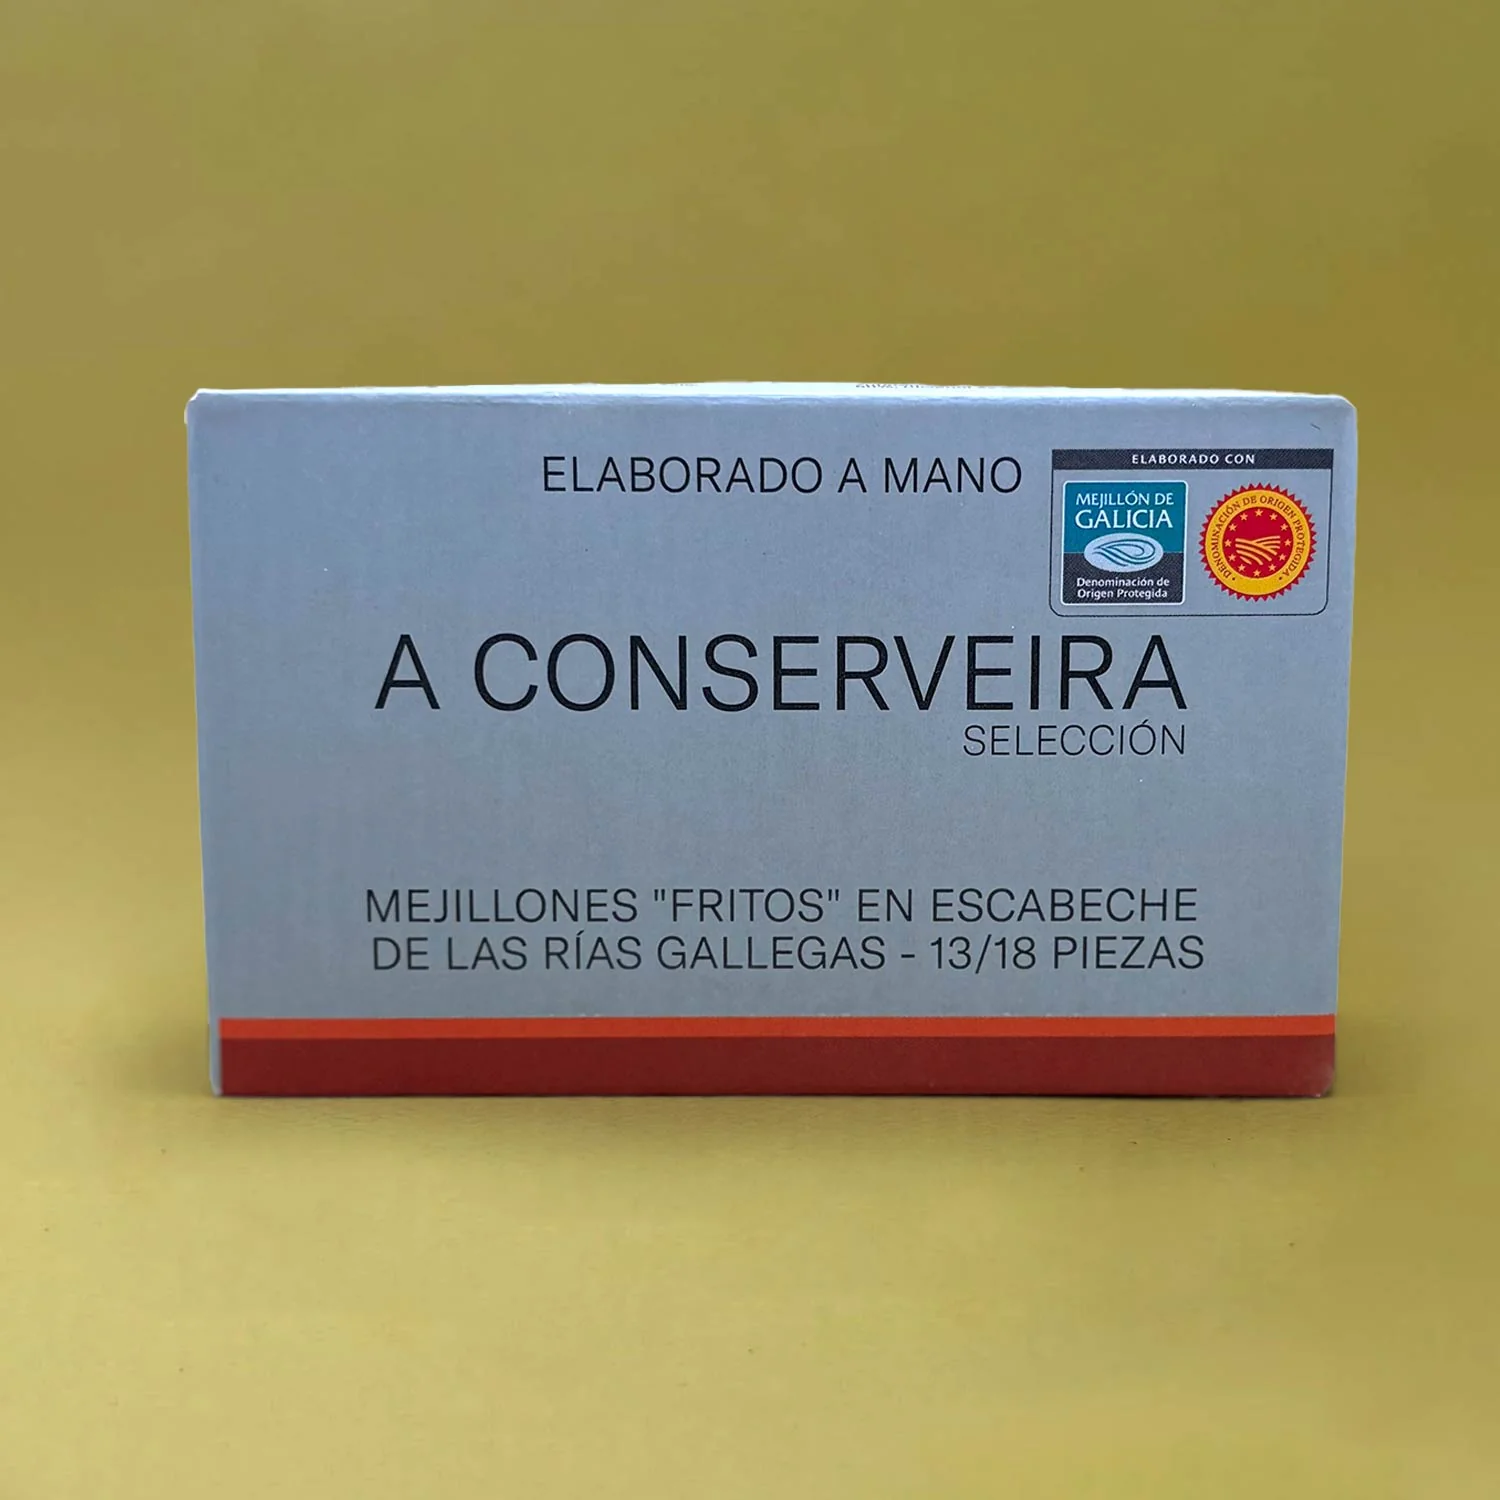 ELABORADO A MANO
ELABORADO CON
MEJILLÓN DE
GALICIA
Denominación de
Origen Protegida
DENOMINACIÓN DE ORIGEN PROTEGIDA
A CONSERVEIRA
SELECCIÓN
MEJILLONES "FRITOS" EN ESCABECHE
DE LAS RÍAS GALLEGAS - 13/18 PIEZAS